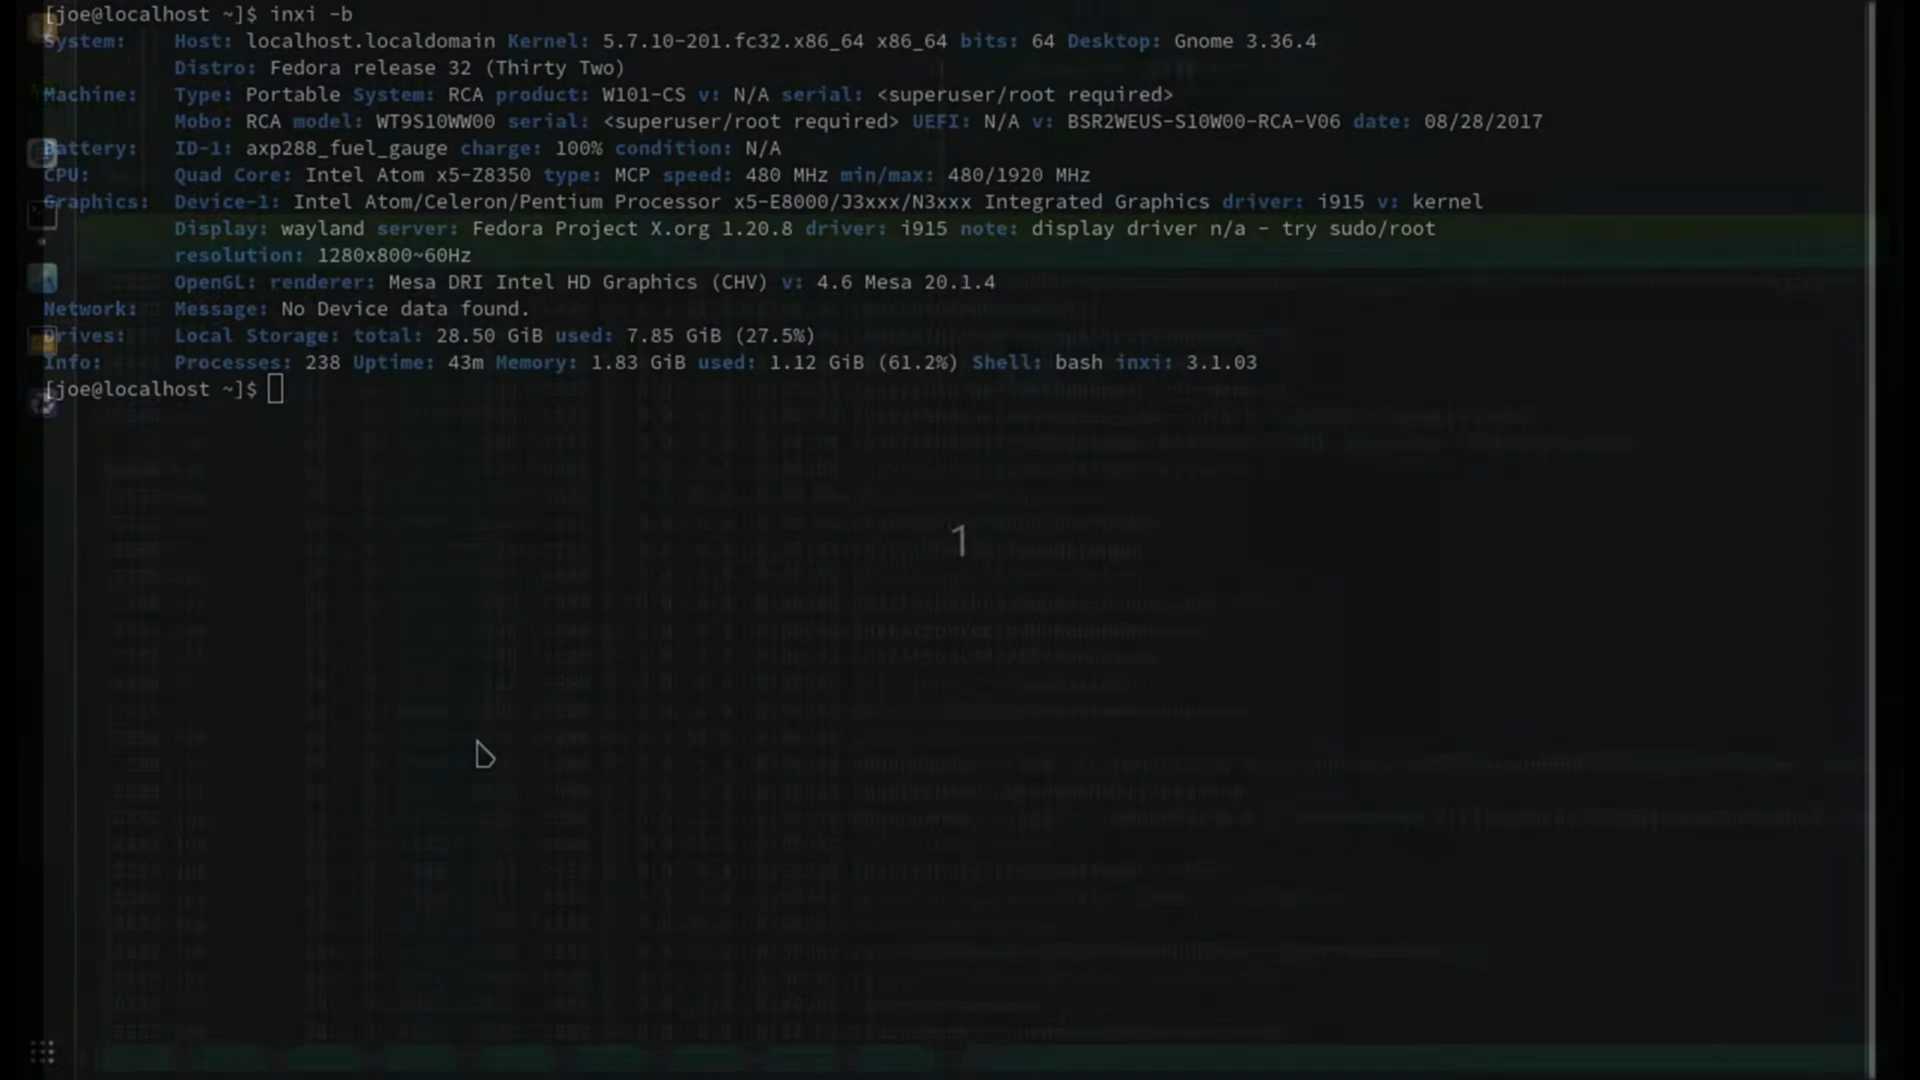 [joe@localhost ~]$ inxi -b
System: Host: localhost.localdomain Kernel: 5.7.10-201.fc32.x86_64 x86_64 bits: 64 Desktop: Gnome 3.36.4
Distro: Fedora release 32 (Thirty Two)
Machine: Type: Portable System: RCA product: W101-CS v: N/A serial: <superuser/root required>
Mobo: RCA model: WT9S10WW00 serial: <superuser/root required> UEFI: N/A v: BSR2WEUS-S10W00-RCA-V06 date: 08/28/2017
Battery: ID-1: axp288_fuel_gauge charge: 100% condition: N/A
CPU: Quad Core: Intel Atom x5-Z8350 type: MCP speed: 480 MHz min/max: 480/1920 MHz
Graphics: Device-1: Intel Atom/Celeron/Pentium Processor x5-E8000/J3xxx/N3xxx Integrated Graphics driver: i915 v: kernel
Display: wayland server: Fedora Project X.org 1.20.8 driver: i915 note: display driver n/a - try sudo/root
resolution: 1280x800~60Hz
OpenGL: renderer: Mesa DRI Intel HD Graphics (CHV) v: 4.6 Mesa 20.1.4
Network: Message: No Device data found.
Drives: Local Storage: total: 28.50 GiB used: 7.85 GiB (27.5%)
Info: Processes: 238 Uptime: 43m Memory: 1.83 GiB used: 1.12 GiB (61.2%) Shell: bash inxi: 3.1.03
[joe@localhost ~]$
1